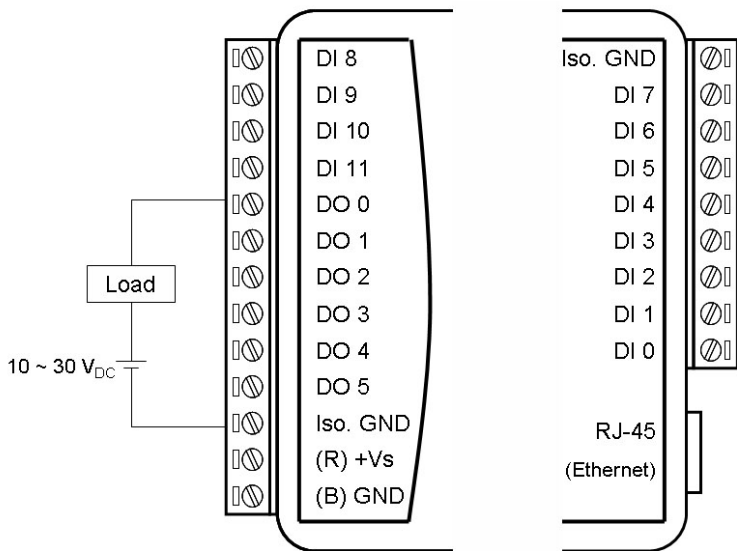 DI 8
DI 9
DI 10
DI 11
DO 0
DO 1
DO 2
DO 3
DO 4
DO 5
Iso. GND
(R) +Vs
(B) GND
Load
10 ~ 30 VDC
Iso. GND
DI 7
DI 6
DI 5
DI 4
DI 3
DI 2
DI 1
DI 0
RJ-45
(Ethernet)